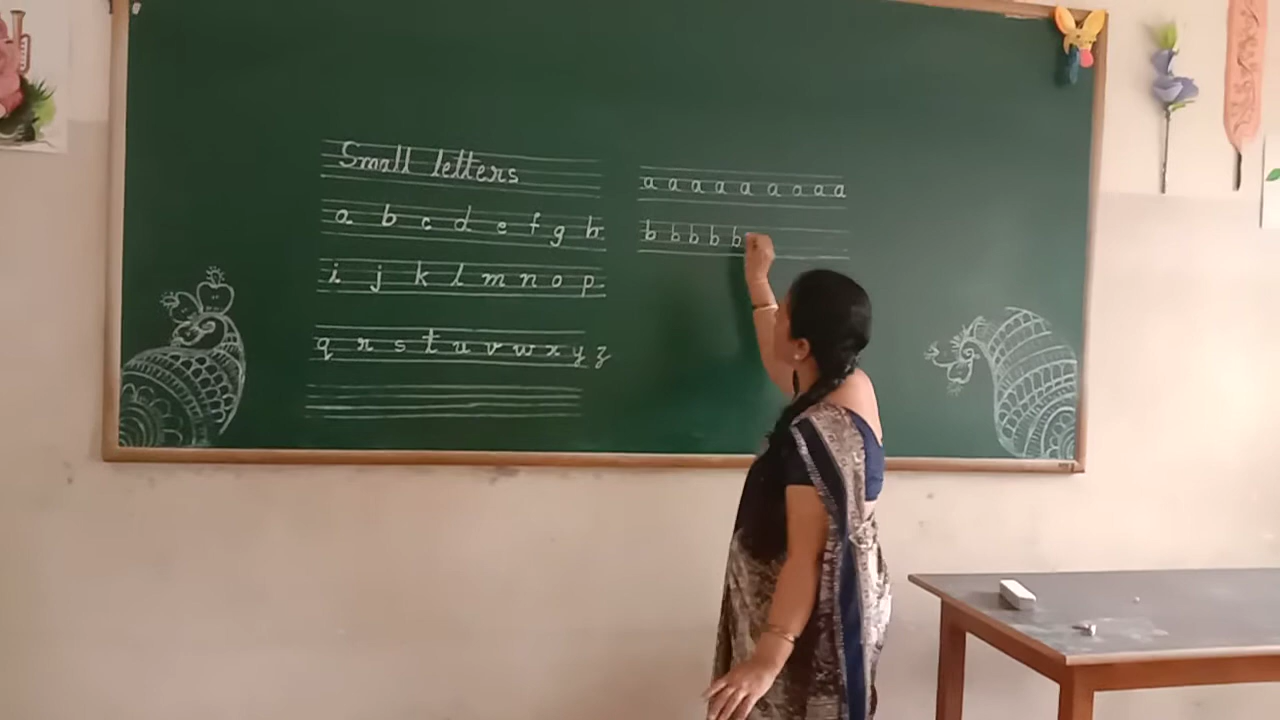 Small letters
a b c d e f g h
i j k l m n o p
q r s t u v w x y z
a a a a a a a a a
b b b b b